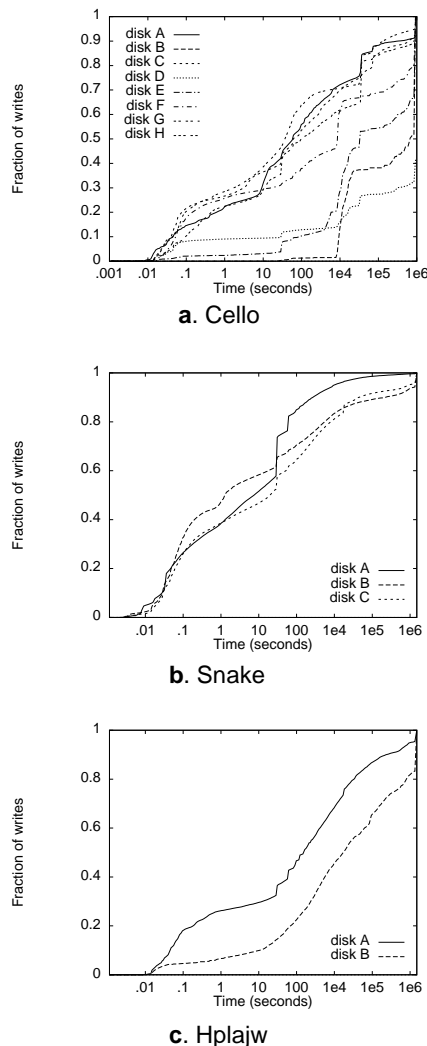 Fraction of writes
1
0.9
0.8
0.7
0.6
0.5
0.4
0.3
0.2
0.1
0
disk A
disk B
disk C
disk D
disk E
disk F
disk G
disk H
.001 .01 .1 1 10 100 1e4 1e5 1e6
Time (seconds)
a. Cello
Fraction of writes
1
0.8
0.6
0.4
0.2
0
disk A
disk B
disk C
.01 .1 1 10 100 1e4 1e5 1e6
Time (seconds)
b. Snake
Fraction of writes
1
0.8
0.6
0.4
0.2
0
disk A
disk B
.01 .1 1 10 100 1e4 1e5 1e6
Time (seconds)
c. Hplajw